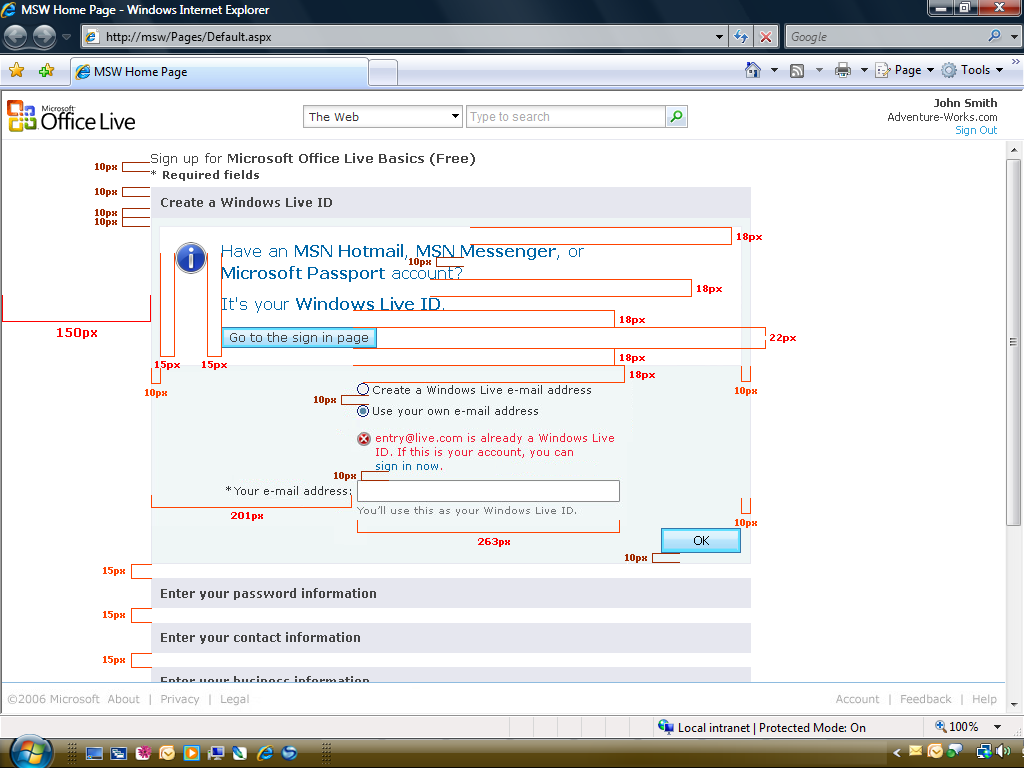 MSW Home Page - Windows Internet Explorer
http://msw/Pages/Default.aspx
Google
MSW Home Page
Page
Tools
Microsoft
Office Live
The Web
Type to search
John Smith
Adventure-Works.com
Sign Out
Sign up for Microsoft Office Live Basics (Free)
10px
* Required fields
10px
Create a Windows Live ID
10px
10px
18px
Have an MSN Hotmail, MSN Messenger, or
10px
Microsoft Passport account?
18px
It's your Windows Live ID.
18px
150px
Go to the sign in page
22px
18px
15px
15px
18px
10px
10px
Create a Windows Live e-mail address
10px
Use your own e-mail address
entry@live.com is already a Windows Live
ID. If this is your account, you can
sign in now.
10px
*Your e-mail address:
You'll use this as your Windows Live ID.
201px
10px
263px
OK
10px
15px
Enter your password information
15px
Enter your contact information
15px
Enter your business information
©2006 Microsoft About | Privacy | Legal
Account | Feedback | Help
Local intranet | Protected Mode: On
100%